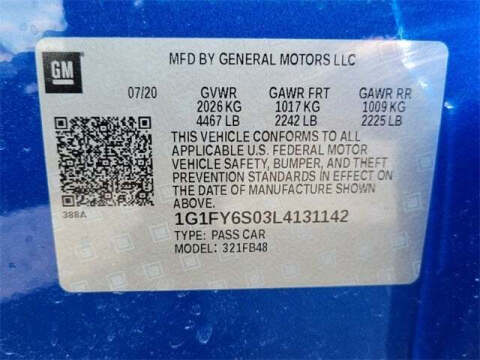 GM
MFD BY GENERAL MOTORS LLC
07/20 GVWR GAWR FRT GAWR RR
2026 KG 1017 KG 1009 KG
4467 LB 2242 LB 2225 LB
THIS VEHICLE CONFORMS TO ALL
APPLICABLE U.S. FEDERAL MOTOR
VEHICLE SAFETY, BUMPER, AND THEFT
PREVENTION STANDARDS IN EFFECT ON
THE DATE OF MANUFACTURE SHOWN
ABOVE.
388A
1G1FY6S03L4131142
TYPE: PASS CAR
MODEL: 321FB48